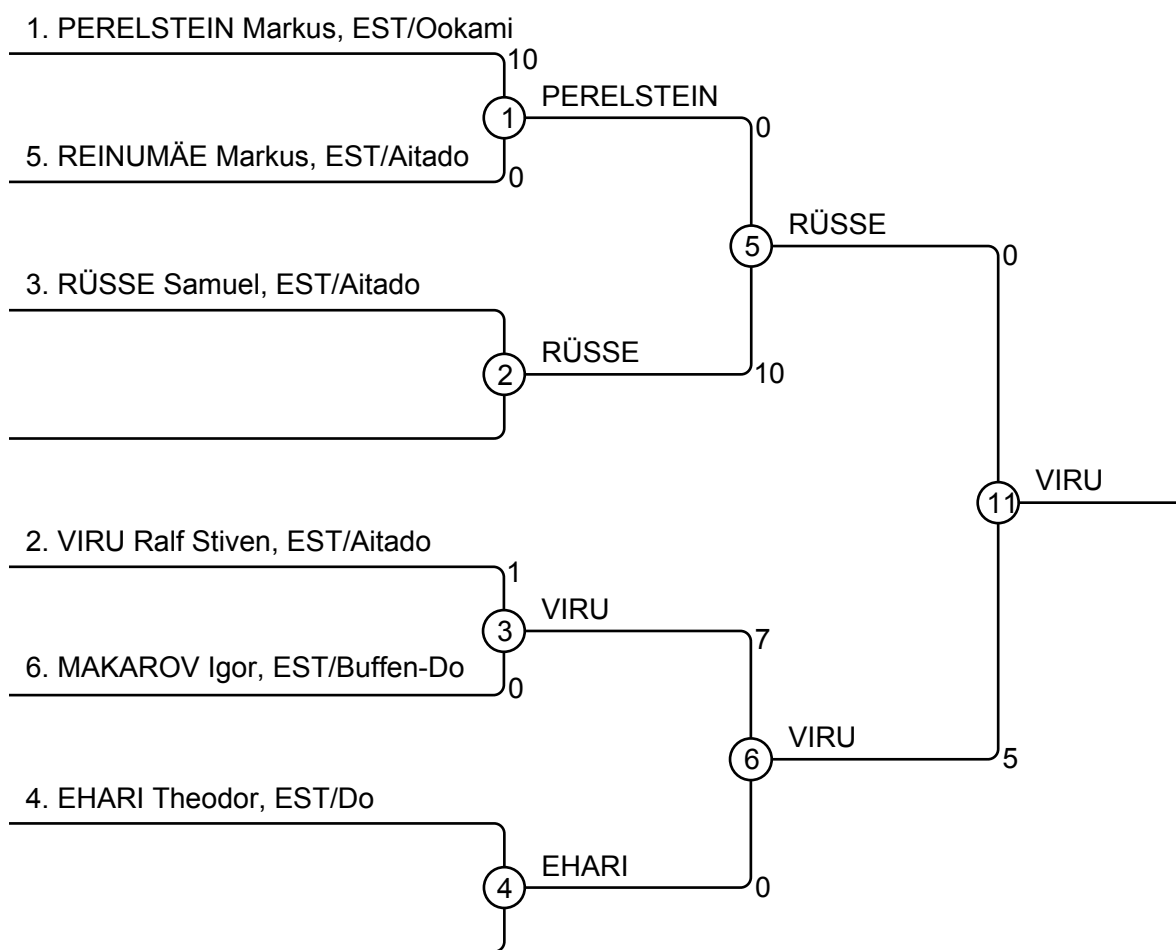 1. PERELSTEIN Markus, EST/Ookami
10
PERELSTEIN
1
0
5. REINUMÄE Markus, EST/Aitado
0
RÜSSE
5
0
3. RÜSSE Samuel, EST/Aitado
RÜSSE
2
10
VIRU
11
2. VIRU Ralf Stiven, EST/Aitado
1
VIRU
3
7
6. MAKAROV Igor, EST/Buffen-Do
0
VIRU
6
5
4. EHARI Theodor, EST/Do
EHARI
4
0